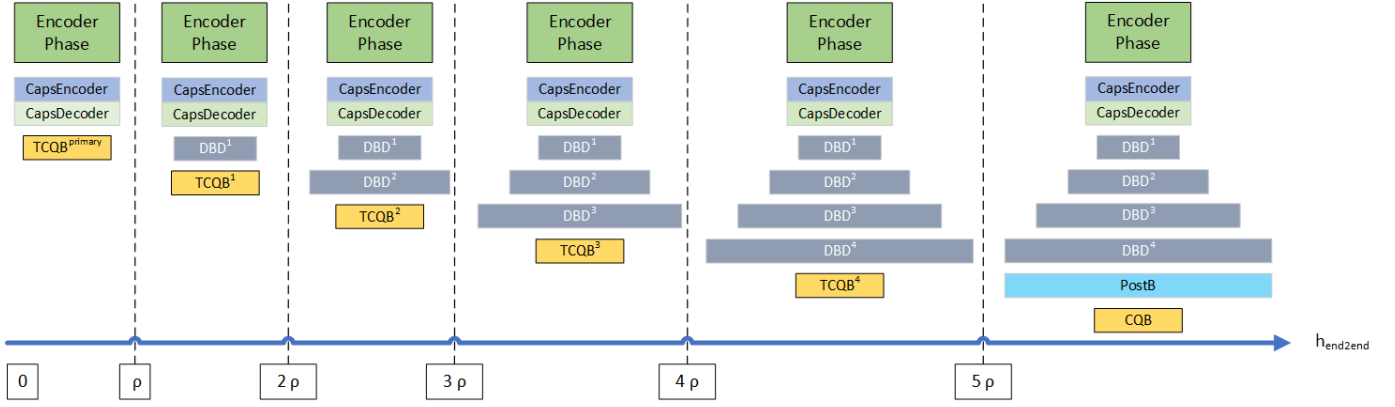 Encoder
Phase
CapsEncoder
CapsDecoder
TCQB^primary
Encoder
Phase
CapsEncoder
CapsDecoder
DBD^1
TCQB^1
Encoder
Phase
CapsEncoder
CapsDecoder
DBD^1
DBD^2
TCQB^2
Encoder
Phase
CapsEncoder
CapsDecoder
DBD^1
DBD^2
DBD^3
TCQB^3
Encoder
Phase
CapsEncoder
CapsDecoder
DBD^1
DBD^2
DBD^3
DBD^4
TCQB^4
Encoder
Phase
CapsEncoder
CapsDecoder
DBD^1
DBD^2
DBD^3
DBD^4
PostB
CQB
h_end2end
0
ρ
2 ρ
3 ρ
4 ρ
5 ρ